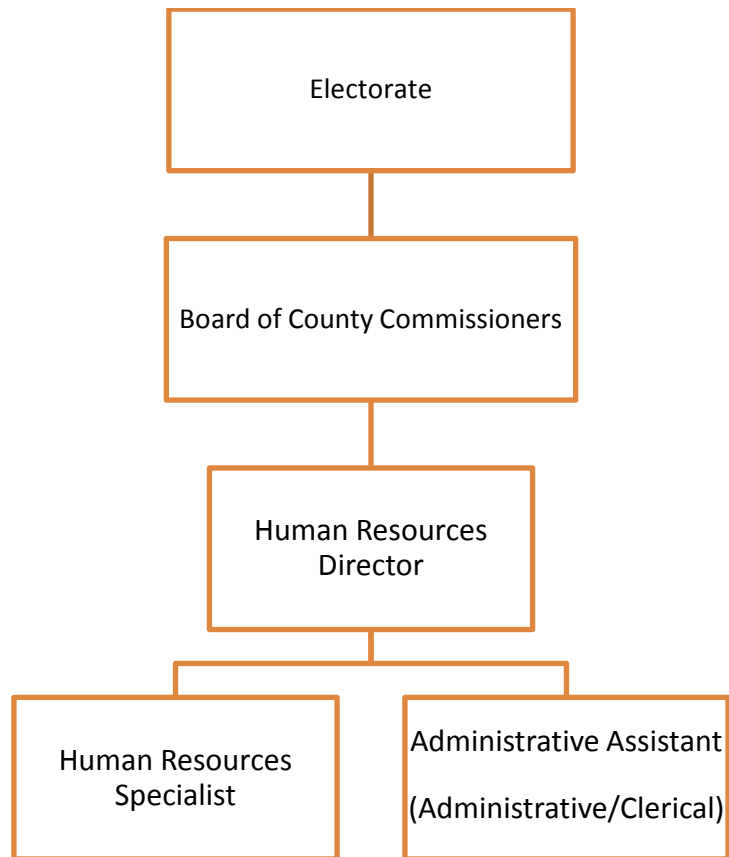 Electorate
Board of County Commissioners
Human Resources
Director
Human Resources
Specialist
Administrative Assistant
(Administrative/Clerical)